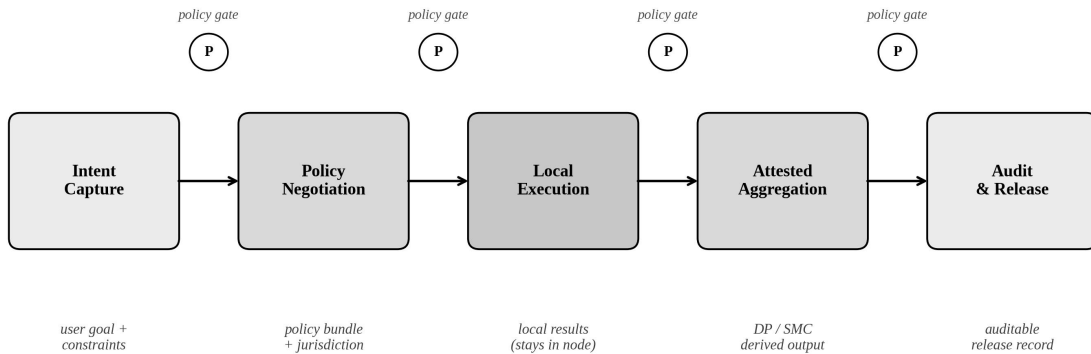 policy gate
policy gate
policy gate
policy gate
P
P
P
P
Intent
Capture
Policy
Negotiation
Local
Execution
Attested
Aggregation
Audit
& Release
user goal +
constraints
policy bundle
+ jurisdiction
local results
(stays in node)
DP / SMC
derived output
auditable
release record